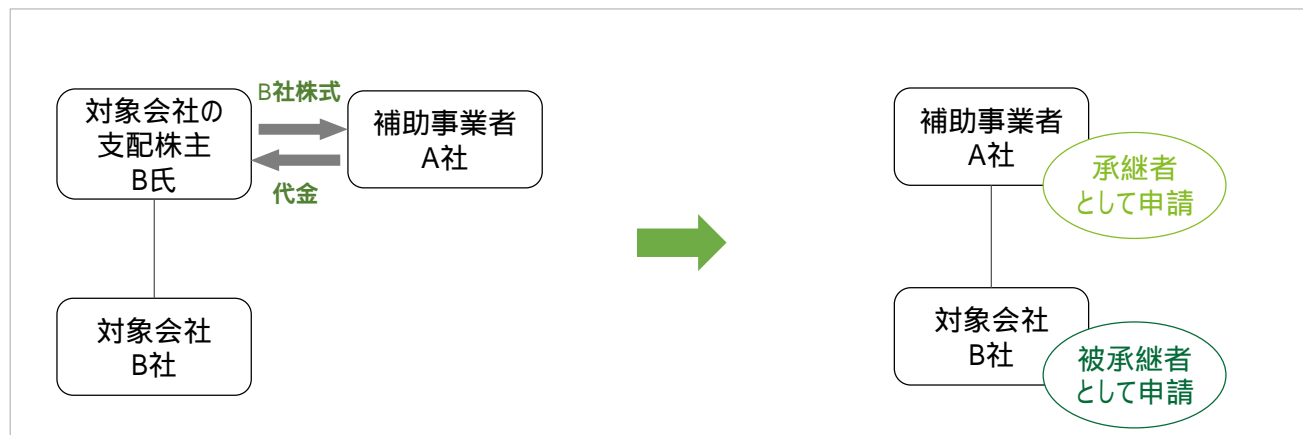 対象会社の
支配株主
B氏
B社株式
代金
補助事業者
A社
対象会社
B社
補助事業者
A社
承継者
として申請
対象会社
B社
被承継者
として申請